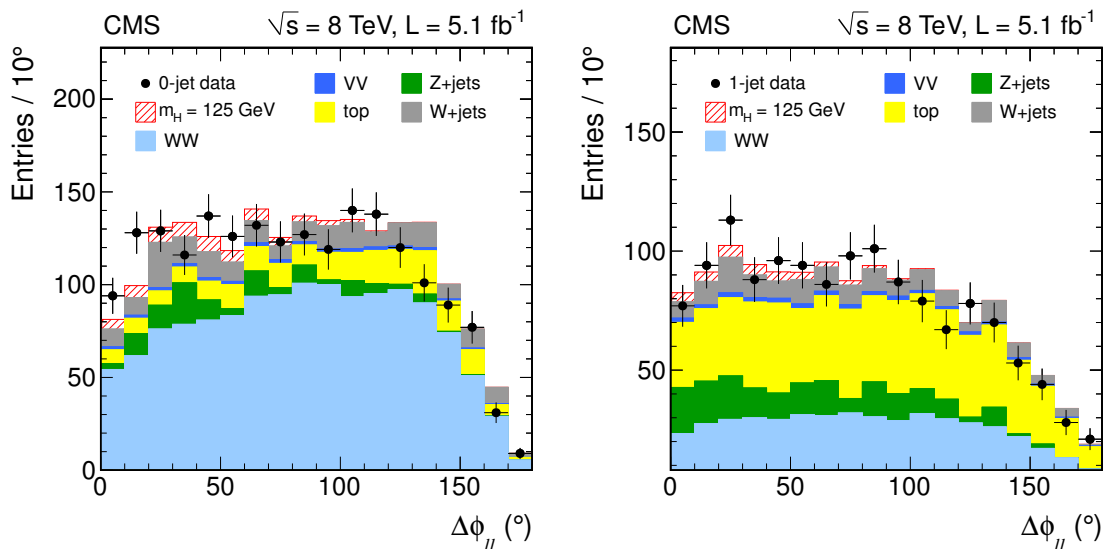 CMS √s = 8 TeV, L = 5.1 fb⁻¹
Entries / 10°
0-jet data VV Z+jets
m_H = 125 GeV top W+jets
WW
200
150
100
50
0
0 50 100 150
Δϕ_ll (°)
CMS √s = 8 TeV, L = 5.1 fb⁻¹
Entries / 10°
1-jet data VV Z+jets
m_H = 125 GeV top W+jets
WW
150
100
50
0 50 100 150
Δϕ_ll (°)